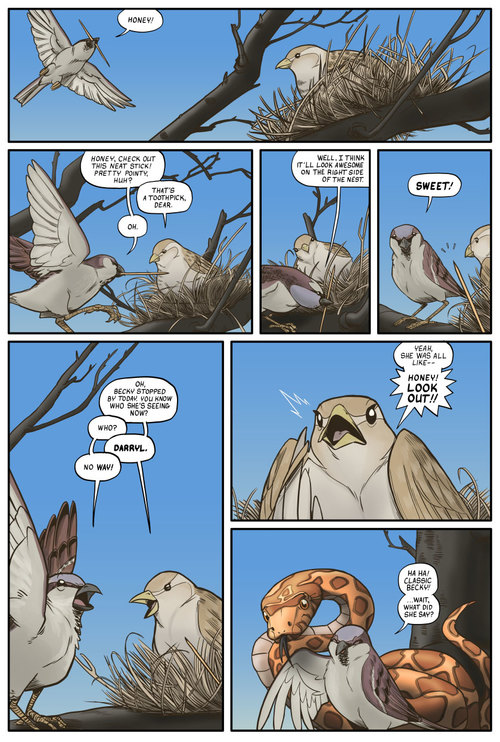 HONEY!
HONEY, CHECK OUT
THIS NEAT STICK!
PRETTY POINTY,
HUH?
THAT'S
A TOOTHPICK,
DEAR.
OH.
WELL, I THINK
IT'LL LOOK AWESOME
ON THE RIGHT SIDE
OF THE NEST.
SWEET!
OH,
BECKY STOPPED
BY TODAY. YOU KNOW
WHO SHE'S SEEING
NOW?
WHO?
DARRYL.
NO WAY!
YEAH,
SHE WAS ALL
LIKE--
HONEY!
LOOK
OUT!!
HA HA!
CLASSIC
BECKY!
...WAIT,
WHAT DID
SHE SAY?